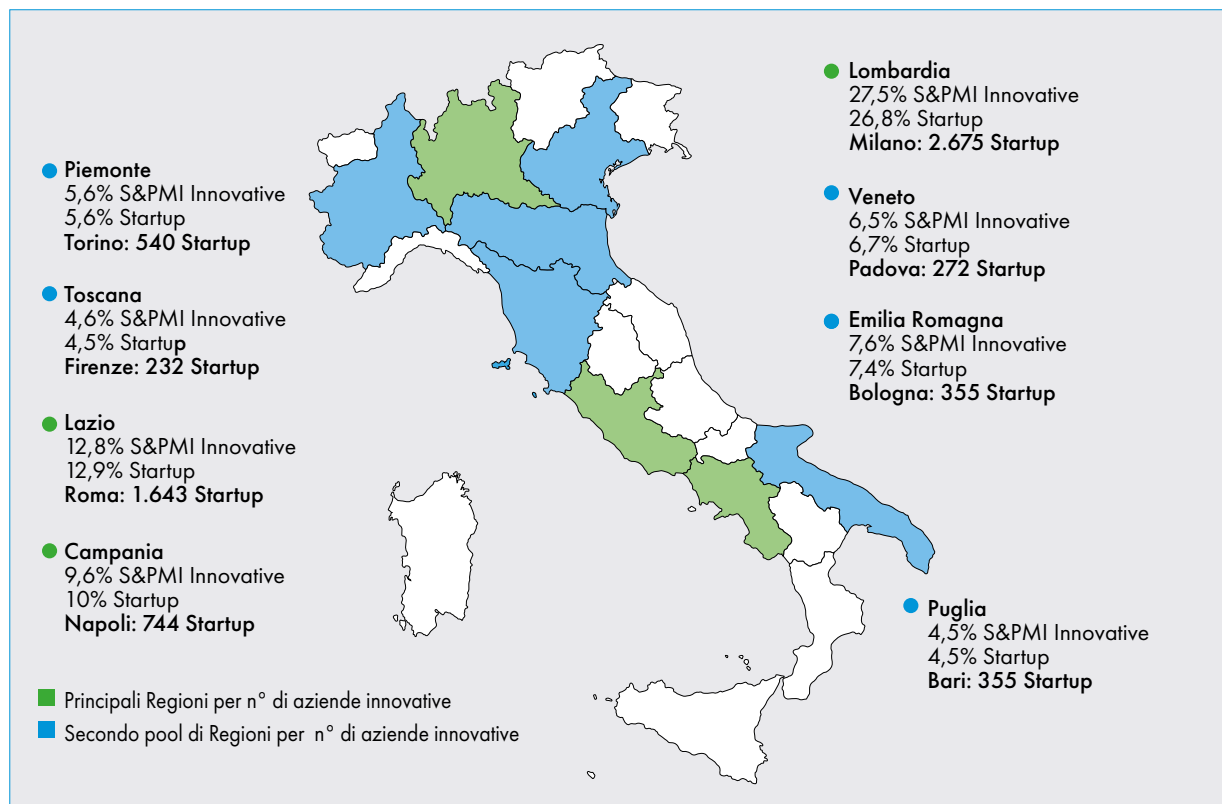 Piemonte
5,6% S&PMI Innovative
5,6% Startup
Torino: 540 Startup
Toscana
4,6% S&PMI Innovative
4,5% Startup
Firenze: 232 Startup
Lazio
12,8% S&PMI Innovative
12,9% Startup
Roma: 1.643 Startup
Campania
9,6% S&PMI Innovative
10% Startup
Napoli: 744 Startup
Lombardia
27,5% S&PMI Innovative
26,8% Startup
Milano: 2.675 Startup
Veneto
6,5% S&PMI Innovative
6,7% Startup
Padova: 272 Startup
Emilia Romagna
7,6% S&PMI Innovative
7,4% Startup
Bologna: 355 Startup
Puglia
4,5% S&PMI Innovative
4,5% Startup
Bari: 355 Startup
Principali Regioni per n° di aziende innovative
Secondo pool di Regioni per n° di aziende innovative